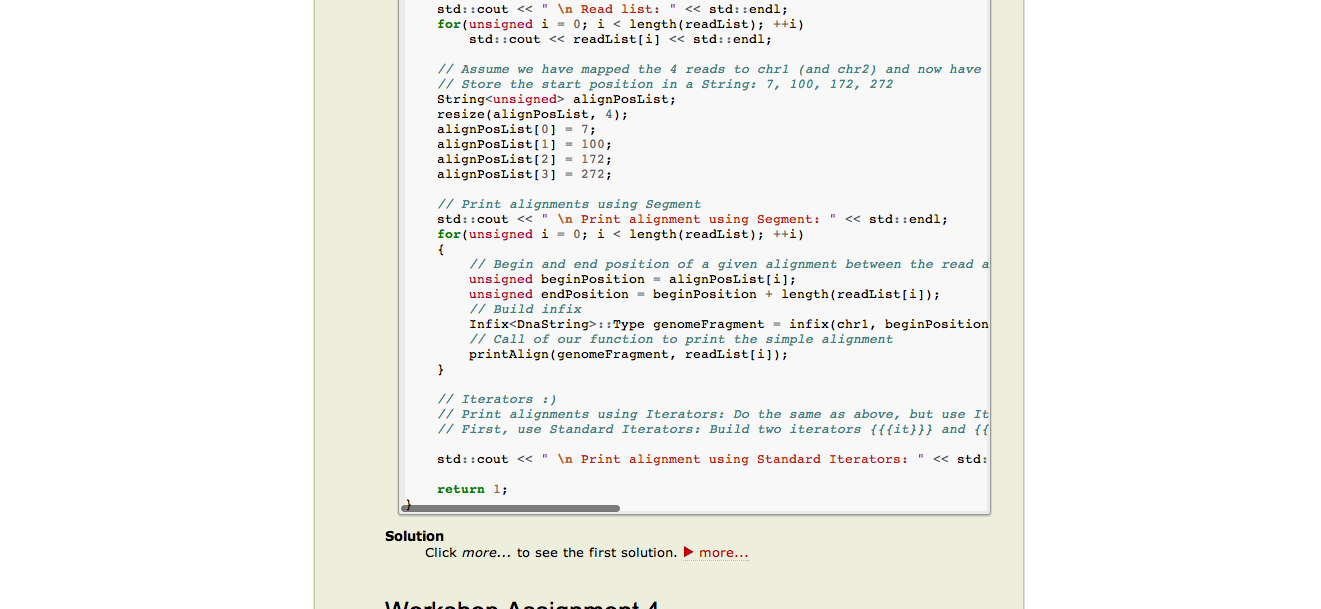 std::cout << " \n Read list: " << std::endl;
for(unsigned i = 0; i < length(readList); ++i)
std::cout << readList[i] << std::endl;
// Assume we have mapped the 4 reads to chr1 (and chr2) and now have
// Store the start position in a String: 7, 100, 172, 272
String<unsigned> alignPosList;
resize(alignPosList, 4);
alignPosList[0] = 7;
alignPosList[1] = 100;
alignPosList[2] = 172;
alignPosList[3] = 272;
// Print alignments using Segment
std::cout << " \n Print alignment using Segment: " << std::endl;
for(unsigned i = 0; i < length(readList); ++i)
{
// Begin and end position of a given alignment between the read a
unsigned beginPosition = alignPosList[i];
unsigned endPosition = beginPosition + length(readList[i]);
// Build infix
Infix<DnaString>::Type genomeFragment = infix(chr1, beginPosition
// Call of our function to print the simple alignment
printAlign(genomeFragment, readList[i]);
}
// Iterators :)
// Print alignments using Iterators: Do the same as above, but use It
// First, use Standard Iterators: Build two iterators {{{it}}} and {{
std::cout << " \n Print alignment using Standard Iterators: " << std:
return 1;
}
Solution
Click more... to see the first solution. ▶ more...
Workshop Assignment 4